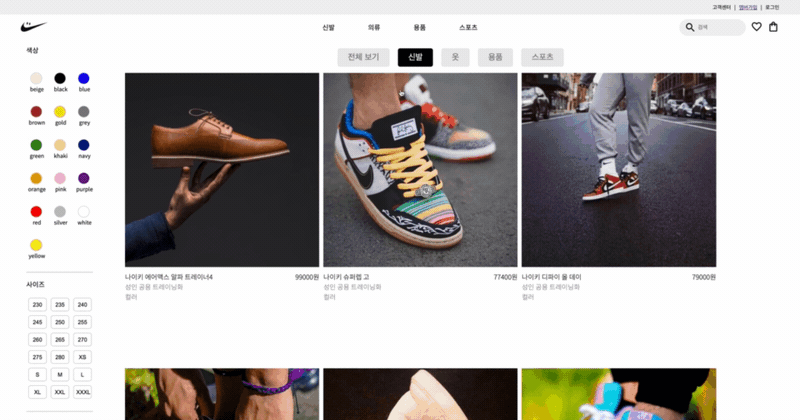 고객센터 | 멤버가입 | 로그인
신발 의류 용품 스포츠
검색
색상
전체 보기 신발 옷 용품 스포츠
beige black blue
brown gold grey
green khaki navy
orange pink purple
red silver white
yellow
사이즈
230 235 240
245 250 255
260 265 270
275 280 XS
S M L
XL XXL XXXL
나이키 에어맥스 알파 트레이너4 99000원
성인 공용 트레이닝화
컬러
나이키 슈퍼렙 고 77400원
성인 공용 트레이닝화
컬러
나이키 디파이 올 데이 79000원
성인 공용 트레이닝화
컬러